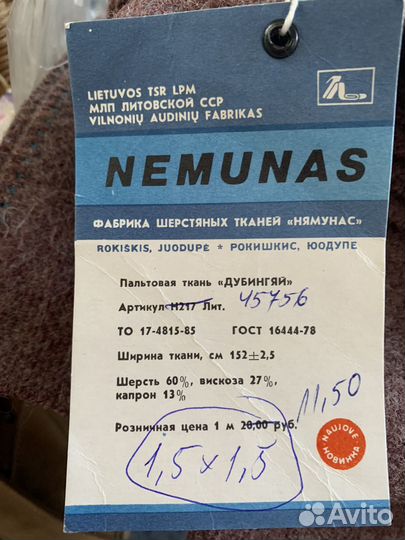 LIETUVOS TSR LPM
МЛП ЛИТОВСКОЙ ССР
VILNONIŲ AUDINIŲ FABRIKAS
NEMUNAS
ФАБРИКА ШЕРСТЯНЫХ ТКАНЕЙ «НЯМУНАС»
ROKIŠKIS, JUODUPĖ * РОКИШКИС, ЮОДУПЕ
Пальтовая ткань «ДУБИНГЯЙ»
Артикул Н217 Лит. 45756
ТО 17-4815-85 ГОСТ 16444-78
Ширина ткани, см 152±2,5
Шерсть 60%, вискоза 27%,
капрон 13%
11,50
Розничная цена 1 м 20,00 руб.
1,5 x 1,5
NAUJOVĖ
НОВИНКА
Avito